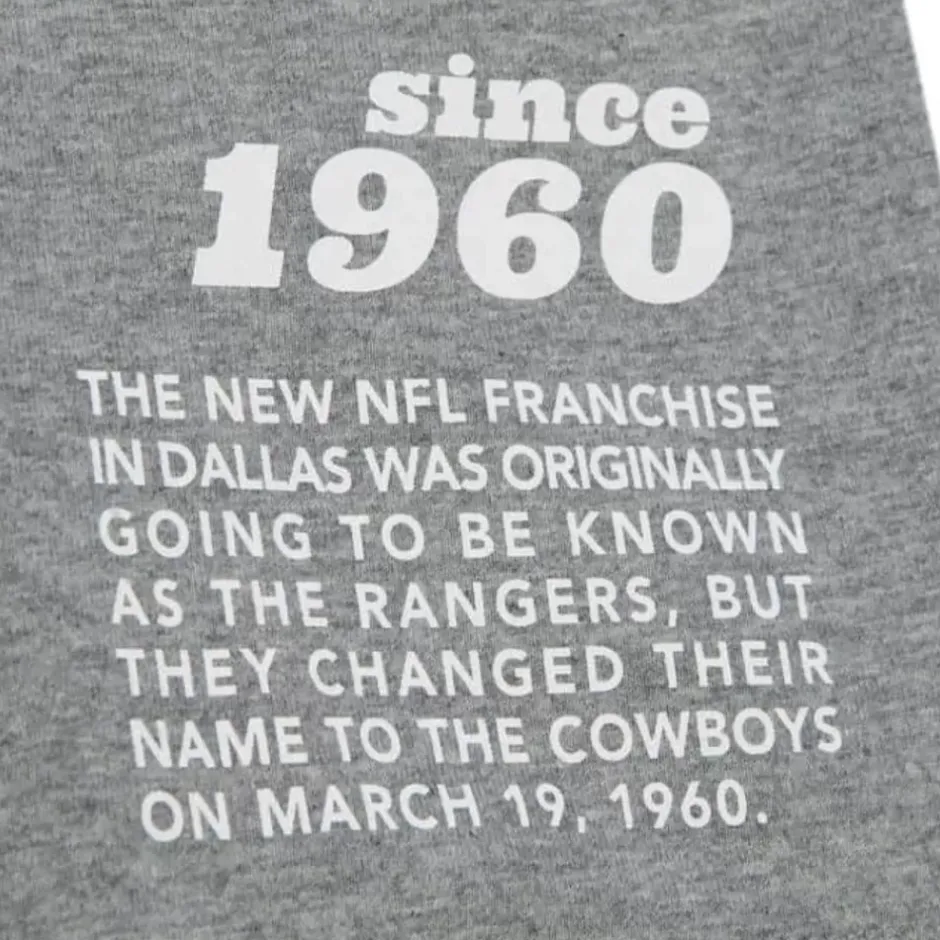 since
1960
THE NEW NFL FRANCHISE
IN DALLAS WAS ORIGINALLY
GOING TO BE KNOWN
AS THE RANGERS, BUT
THEY CHANGED THEIR
NAME TO THE COWBOYS
ON MARCH 19, 1960.